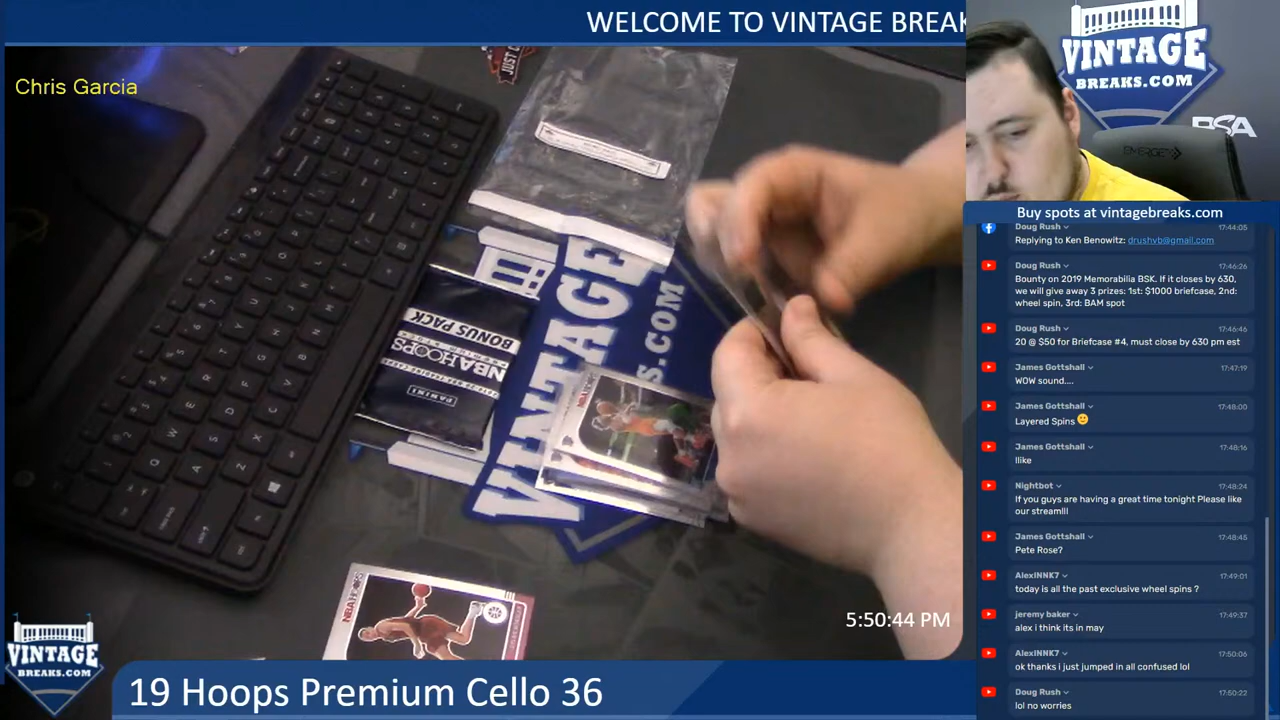 WELCOME TO VINTAGE BREAK
Chris Garcia
JUST
VINTAGE
BREAKS.COM
PSA
Buy spots at vintagebreaks.com
Doug Rush 17:44:05
Replying to Ken Benowitz: drushvb@gmail.com
Doug Rush 17:46:26
Bounty on 2019 Memorabilia BSK. If it closes by 630,
we will give away 3 prizes: 1st: $1000 briefcase, 2nd:
wheel spin, 3rd: BAM spot
Doug Rush 17:46:46
20 @ $50 for Briefcase #4, must close by 630 pm est
James Gottshall 17:47:19
WOW sound....
James Gottshall 17:48:00
Layered Spins
James Gottshall 17:48:16
Ilike
Nightbot 17:48:24
If you guys are having a great time tonight Please like
our stream!!!
James Gottshall 17:48:45
Pete Rose?
AlexINNK7 17:49:01
today is all the past exclusive wheel spins ?
jeremy baker 17:49:37
alex i think its in may
AlexINNK7 17:50:06
ok thanks i just jumped in all confused lol
Doug Rush 17:50:22
lol no worries
BONUS PACK
NBA HOOPS
PANINI
VINTAGE
S.COM
NBA HOOPS
5:50:44 PM
VINTAGE
BREAKS.COM
19 Hoops Premium Cello 36